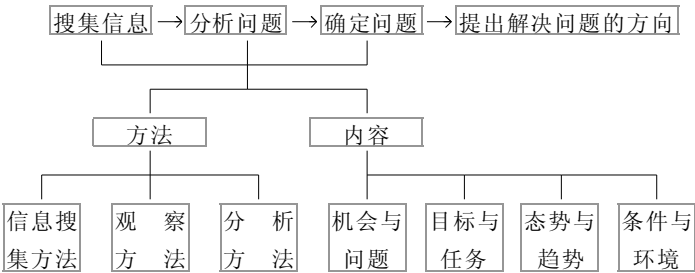 搜集信息 → 分析问题 → 确定问题 → 提出解决问题的方向
方法 内容
信息搜集方法
观察方法
分析方法
机会与问题
目标与任务
态势与趋势
条件与环境